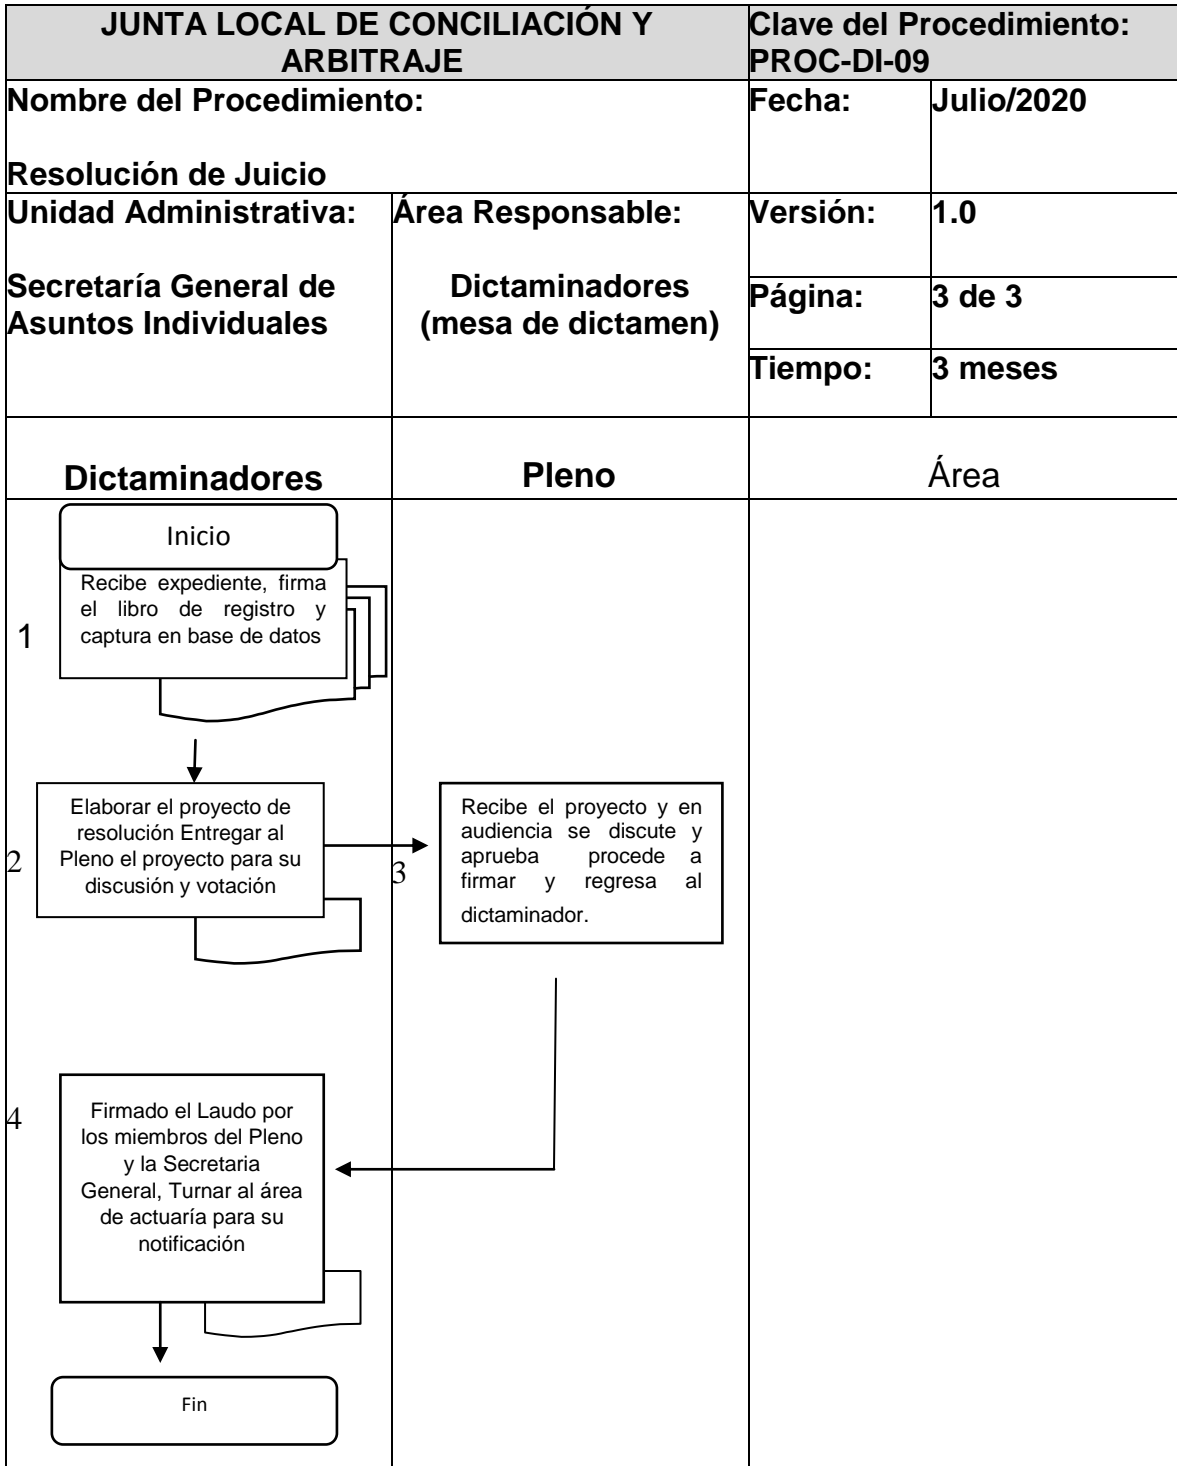 JUNTA LOCAL DE CONCILIACIÓN Y
ARBITRAJE
Clave del Procedimiento:
PROC-DI-09
Nombre del Procedimiento:
Resolución de Juicio
Fecha:
Julio/2020
Unidad Administrativa:
Secretaría General de
Asuntos Individuales
Área Responsable:
Dictaminadores
(mesa de dictamen)
Versión:
1.0
Página:
3 de 3
Tiempo:
3 meses
Dictaminadores
Pleno
Área
Inicio
1
Recibe expediente, firma
el libro de registro y
captura en base de datos
2
Elaborar el proyecto de
resolución Entregar al
Pleno el proyecto para su
discusión y votación
3
Recibe el proyecto y en
audiencia se discute y
aprueba procede a
firmar y regresa al
dictaminador.
4
Firmado el Laudo por
los miembros del Pleno
y la Secretaria
General, Turnar al área
de actuaría para su
notificación
Fin